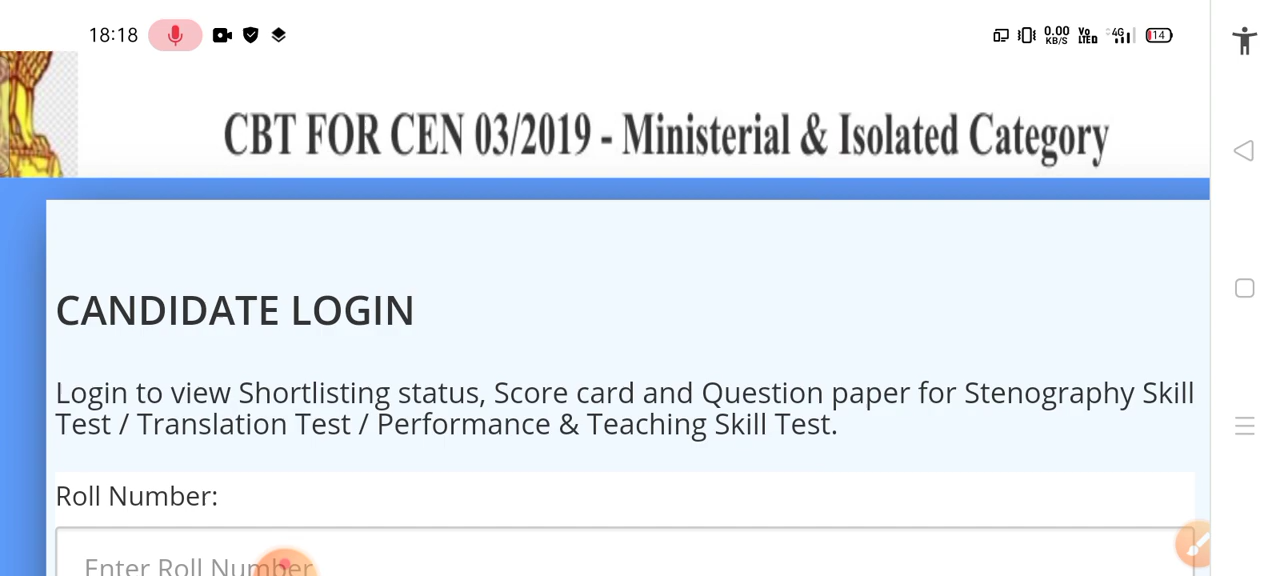 18:18 0.00 KB/S Vo LTE 4G 14
CBT FOR CEN 03/2019 - Ministerial & Isolated Category
CANDIDATE LOGIN
Login to view Shortlisting status, Score card and Question paper for Stenography Skill
Test / Translation Test / Performance & Teaching Skill Test.
Roll Number:
Enter Roll Number